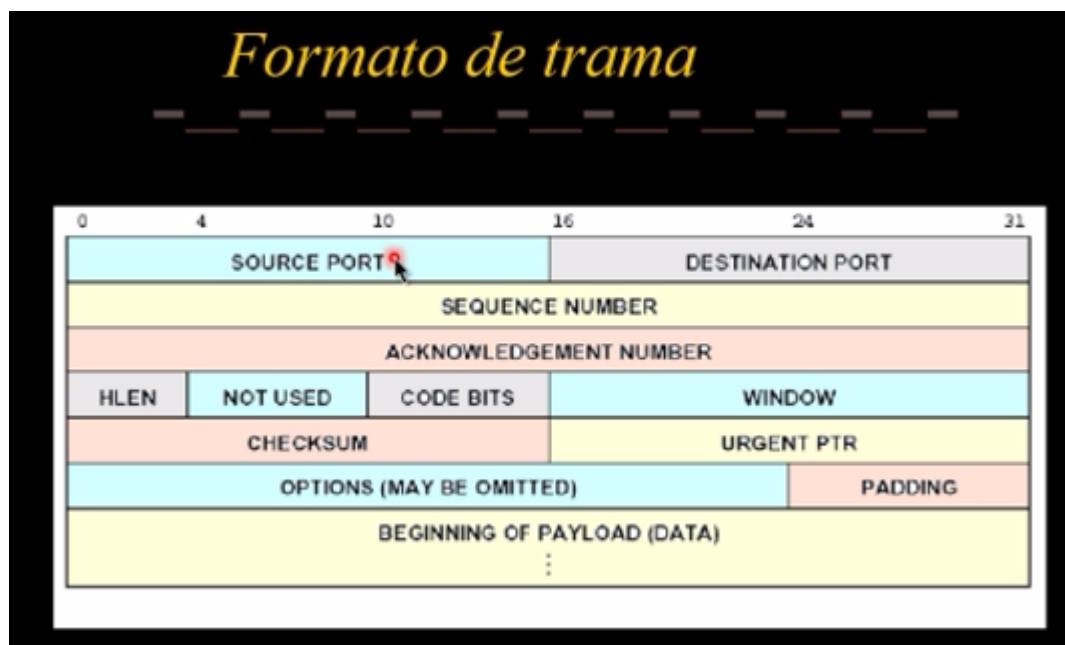 Formato de trama
0 4 10 16 24 31
SOURCE PORT DESTINATION PORT
SEQUENCE NUMBER
ACKNOWLEDGEMENT NUMBER
HLEN NOT USED CODE BITS WINDOW
CHECKSUM URGENT PTR
OPTIONS (MAY BE OMITTED) PADDING
BEGINNING OF PAYLOAD (DATA)
⋮